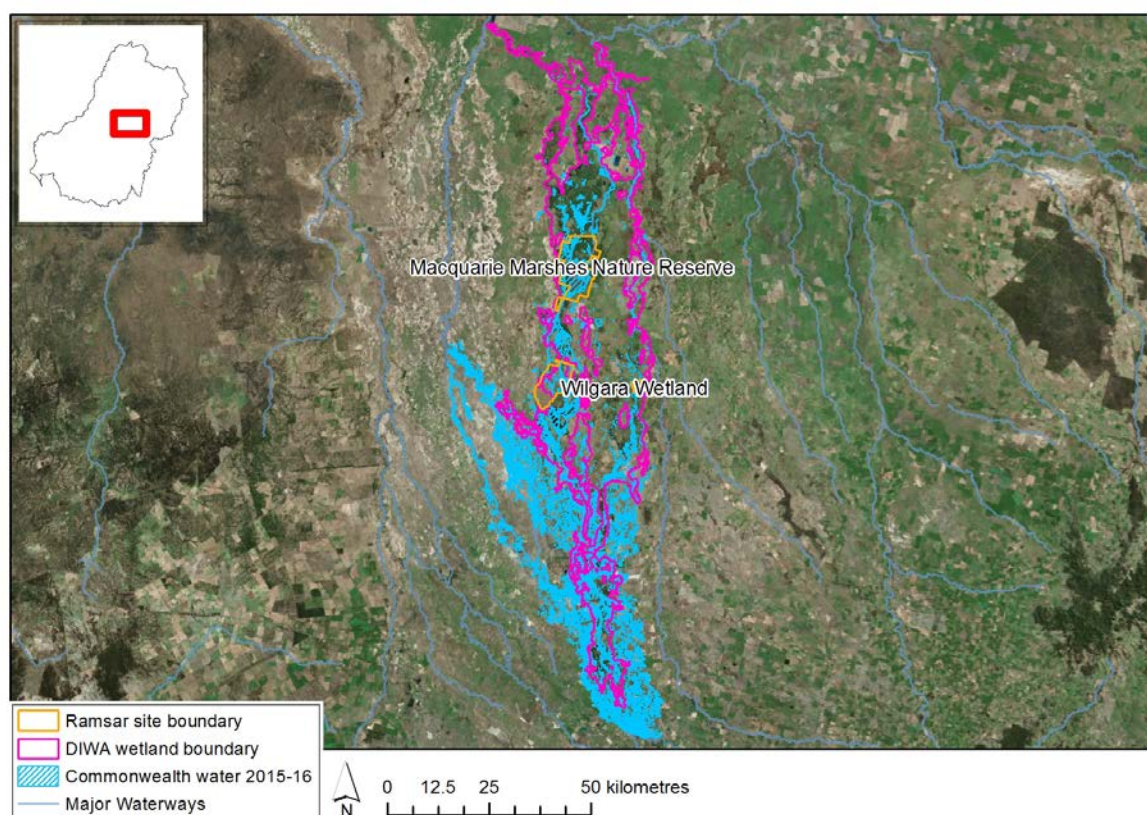 Macquarie Marshes Nature Reserve
Wilgara Wetland
Ramsar site boundary
DIWA wetland boundary
Commonwealth water 2015-16
Major Waterways
N
0 12.5 25 50 kilometres